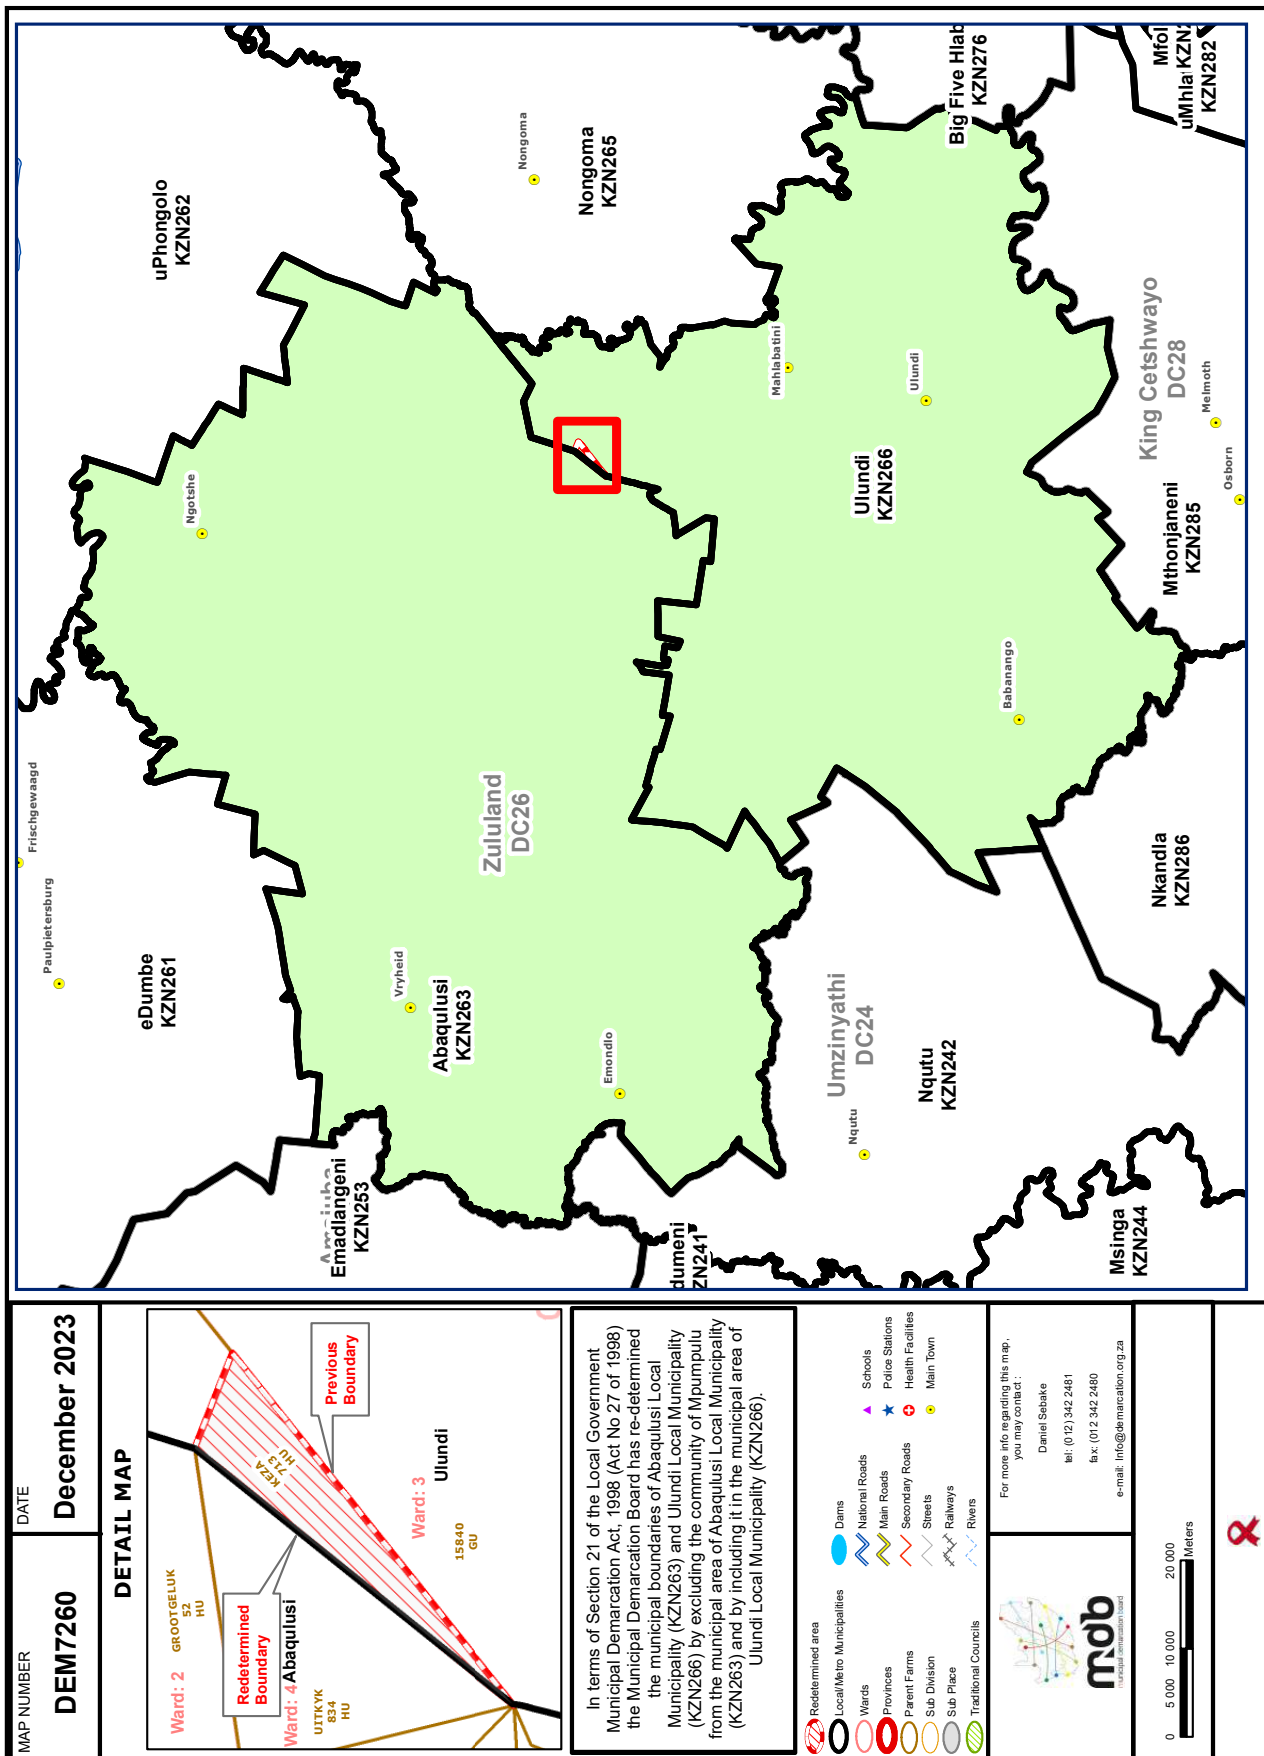 MAP NUMBER
DEM7260
DATE
December 2023
DETAIL MAP
Ward: 2
GROOTGELUK
52
HU
KEZA
713
HU
Previous
Boundary
Redetermined
Boundary
Ward: 4
Abaqulusi
UITKYK
834
HU
Ward: 3
Ulundi
15840
GU
In terms of Section 21 of the Local Government
Municipal Demarcation Act, 1998 (Act No 27 of 1998)
the Municipal Demarcation Board has re-determined
the municipal boundaries of Abaqulusi Local
Municipality (KZN263) and Ulundi Local Municipality
(KZN266) by excluding the community of Mpumpulu
from the municipal area of Abaqulusi Local Municipality
(KZN263) and by including it in the municipal area of
Ulundi Local Municipality (KZN266).
Redetermined area
Local/Metro Municipalities
Wards
Provinces
Parent Farms
Sub Division
Sub Place
Traditional Councils
Dams
National Roads
Main Roads
Secondary Roads
Streets
Railways
Rivers
Schools
Police Stations
Health Facilities
Main Town
mdb
municipal demarcation board
For more info regarding this map,
you may contact :
Daniel Sebake
tel: (012) 342 2481
fax: (012 342 2480
e-mail: Info@demarcation.org.za
0
5 000
10 000
20 000
Meters
Frischgewaagd
Paulpietersburg
eDumbe
KZN261
uPhongolo
KZN262
Ngotshe
Nongoma
Nongoma
KZN265
Big Five Hlab
KZN276
Mfol
KZN2
uMhlat
KZN282
Zululand
DC26
Vryheid
Abaqulusi
KZN263
Emondlo
Mahlabatini
Ulundi
Ulundi
KZN266
King Cetshwayo
DC28
Melmoth
Osborn
Mthonjaneni
KZN285
Babanango
Nkandla
KZN286
Umzinyathi
DC24
Nqutu
KZN242
Nqutu
Amajuba
Emadlangeni
KZN253
dumeni
ZN241
Msinga
KZN244